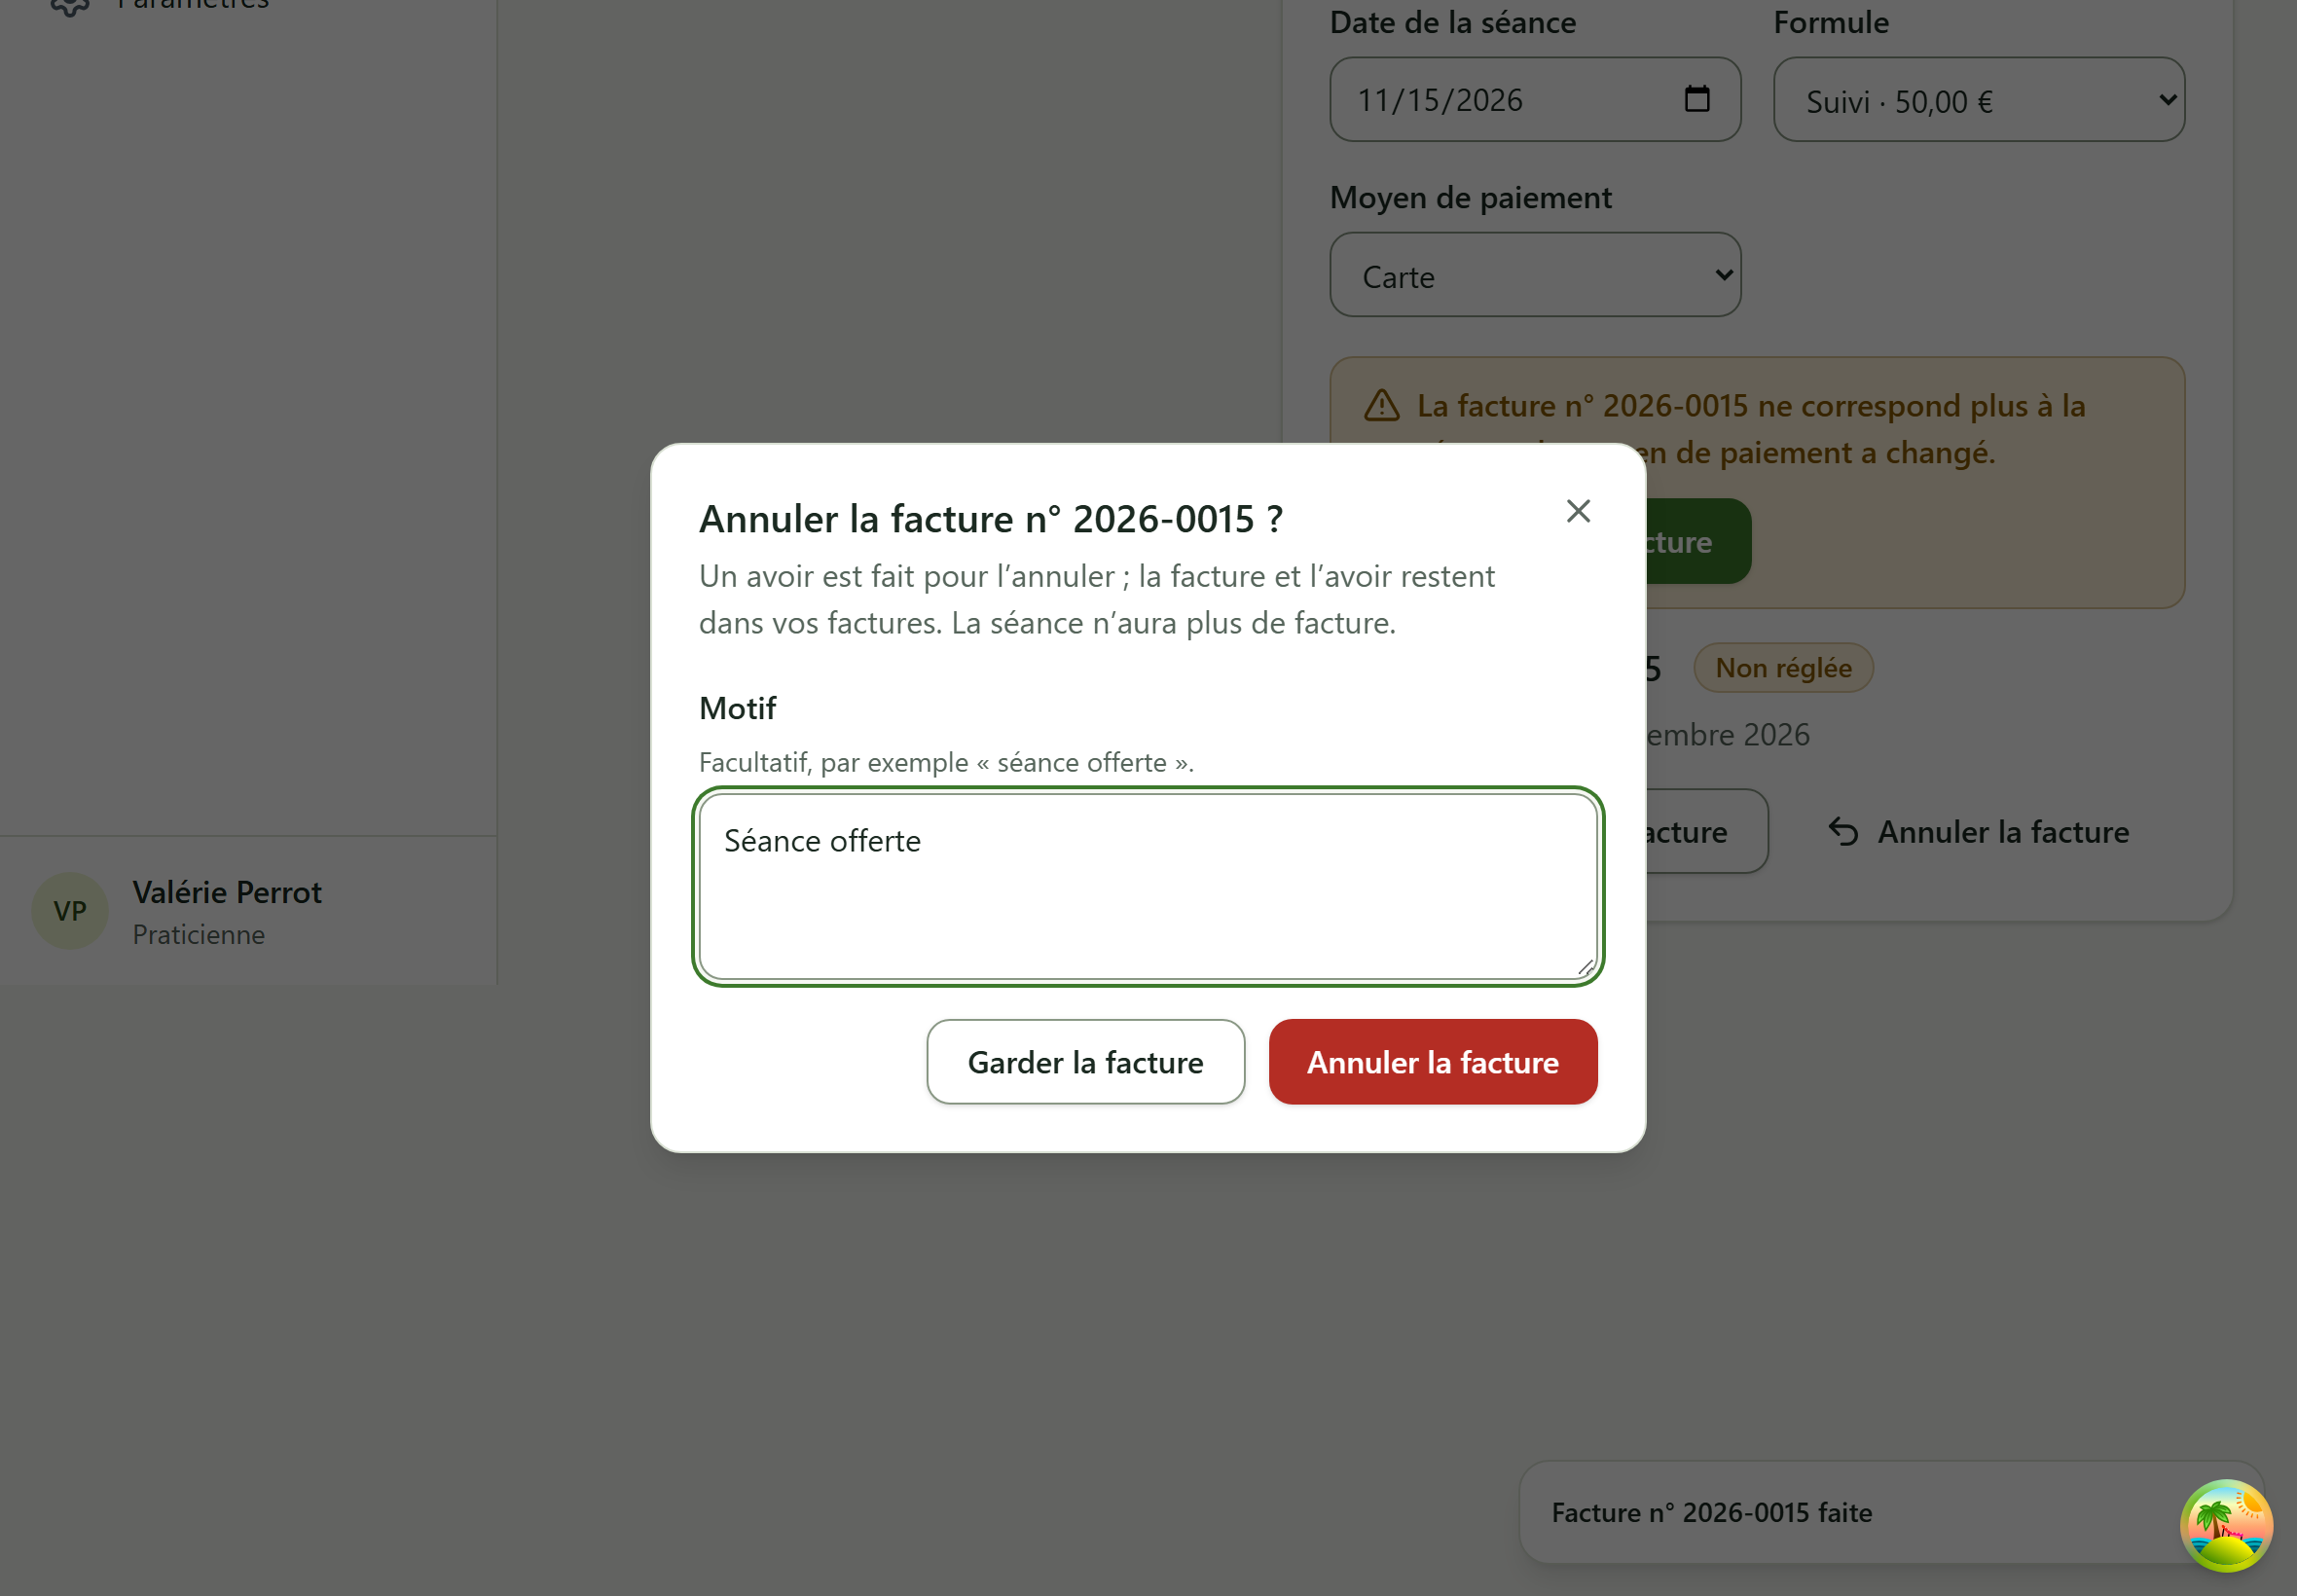 Paramètres
Date de la séance
Formule
11/15/2026
Suivi · 50,00 €
Moyen de paiement
Carte
La facture n° 2026-0015 ne correspond plus à la
de paiement a changé.
Annuler la facture n° 2026-0015 ?
Un avoir est fait pour l’annuler ; la facture et l’avoir restent
dans vos factures. La séance n’aura plus de facture.
Non réglée
Motif
2026
Facultatif, par exemple « séance offerte ».
Séance offerte
Annuler la facture
VP
Valérie Perrot
Praticienne
Garder la facture
Annuler la facture
Facture n° 2026-0015 faite